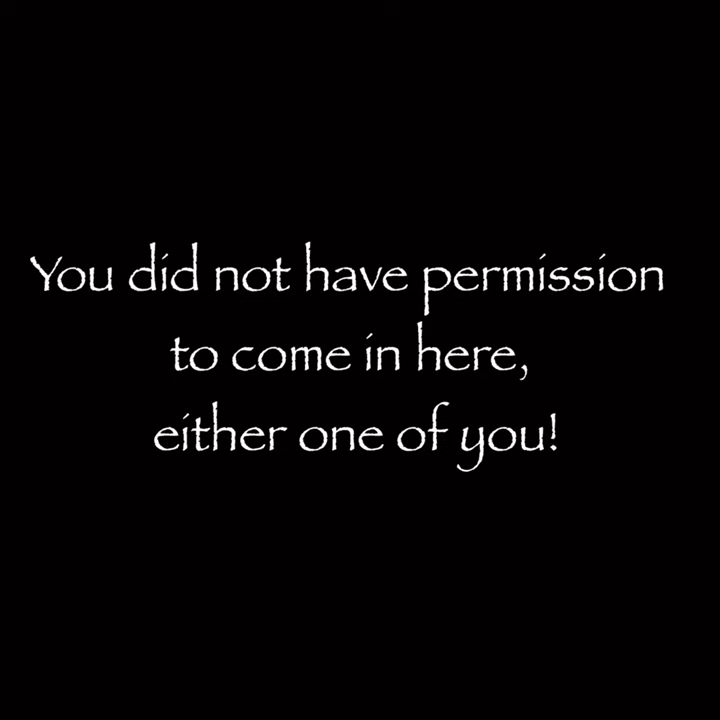 You did not have permission
to come in here,
either one of you!